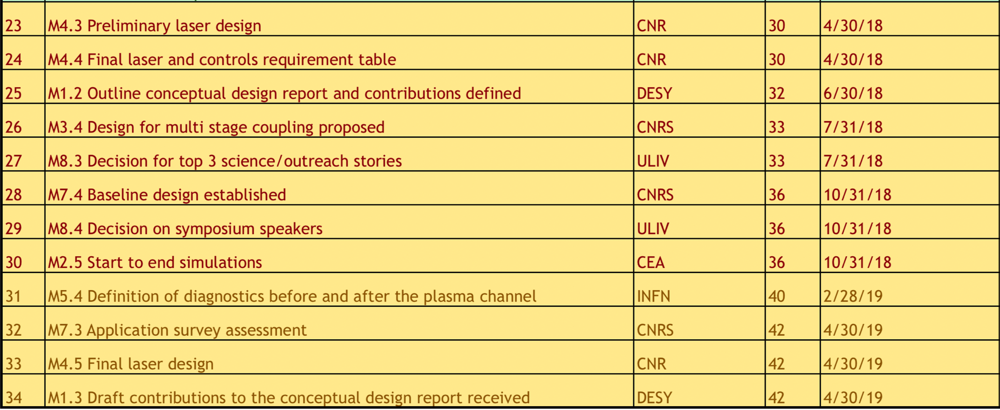 23 M4.3 Preliminary laser design CNR 30 4/30/18
24 M4.4 Final laser and controls requirement table CNR 30 4/30/18
25 M1.2 Outline conceptual design report and contributions defined DESY 32 6/30/18
26 M3.4 Design for multi stage coupling proposed CNRS 33 7/31/18
27 M8.3 Decision for top 3 science/outreach stories ULIV 33 7/31/18
28 M7.4 Baseline design established CNRS 36 10/31/18
29 M8.4 Decision on symposium speakers ULIV 36 10/31/18
30 M2.5 Start to end simulations CEA 36 10/31/18
31 M5.4 Definition of diagnostics before and after the plasma channel INFN 40 2/28/19
32 M7.3 Application survey assessment CNRS 42 4/30/19
33 M4.5 Final laser design CNR 42 4/30/19
34 M1.3 Draft contributions to the conceptual design report received DESY 42 4/30/19